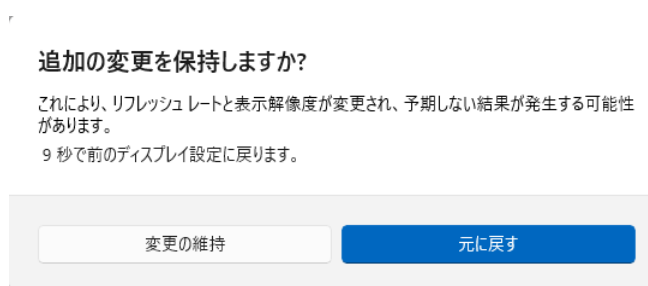 追加の変更を保持しますか?
これにより、リフレッシュ レートと表示解像度が変更され、予期しない結果が発生する可能性
があります。
9 秒で前のディスプレイ設定に戻ります。
変更の維持
元に戻す